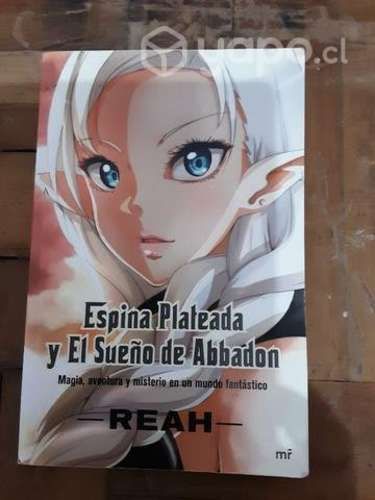 yapo.cl
Espina Plateada
y El Sueño de Abbadon
Magia, aventura y misterio en un mundo fantástico
REAH
mr